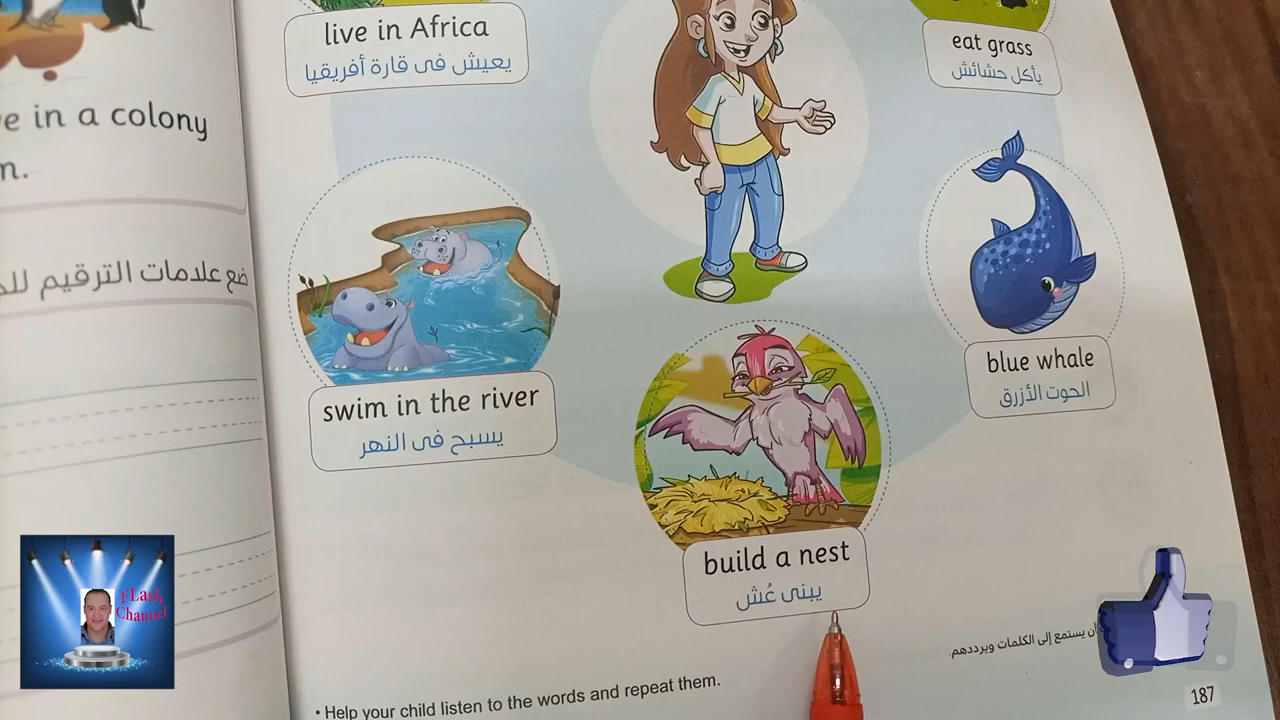 live in Africa
يعيش فى قارة أفريقيا
eat grass
يأكل حشائش
e in a colony
n.
ضع علامات الترقيم للج
swim in the river
يسبح فى النهر
blue whale
الحوت الأزرق
build a nest
يبنى عُش
FLash
Channel
أن يستمع إلى الكلمات ويرددهم.
• Help your child listen to the words and repeat them.
187